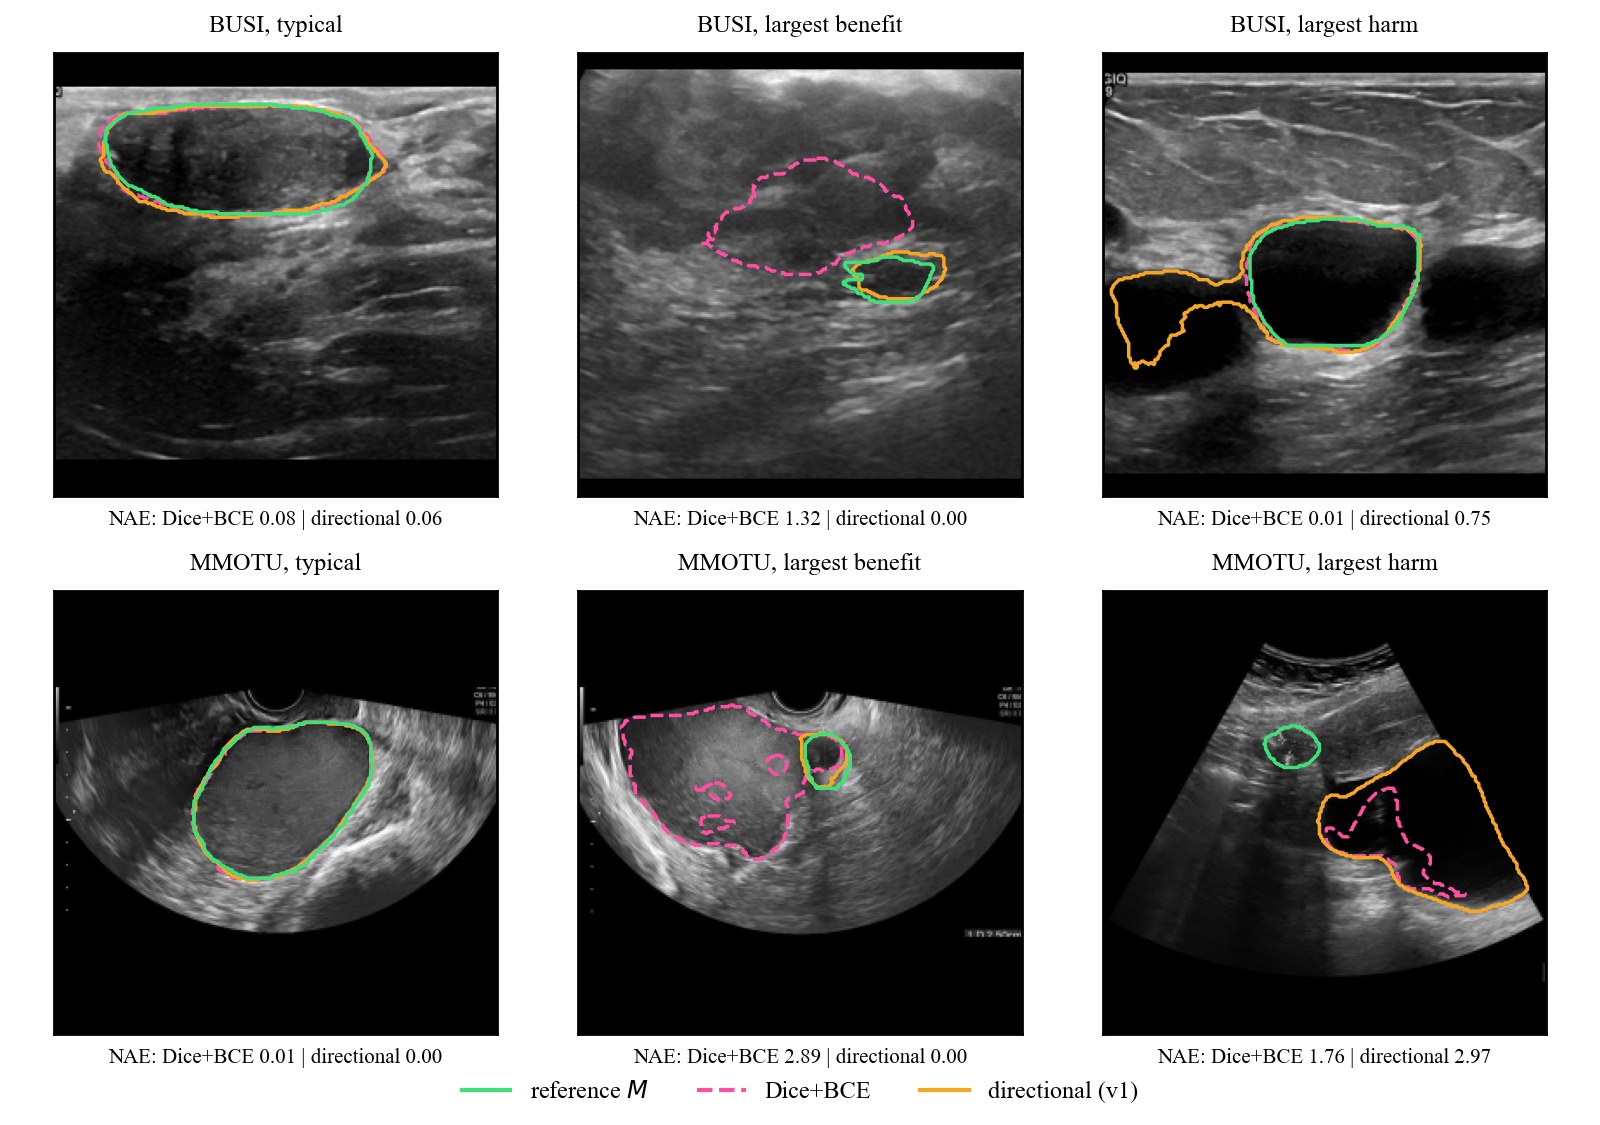 BUSI, typical
BUSI, largest benefit
BUSI, largest harm
NAE: Dice+BCE 0.08 | directional 0.06
NAE: Dice+BCE 1.32 | directional 0.00
NAE: Dice+BCE 0.01 | directional 0.75
MMOTU, typical
MMOTU, largest benefit
MMOTU, largest harm
NAE: Dice+BCE 0.01 | directional 0.00
NAE: Dice+BCE 2.89 | directional 0.00
NAE: Dice+BCE 1.76 | directional 2.97
reference M
Dice+BCE
directional (v1)